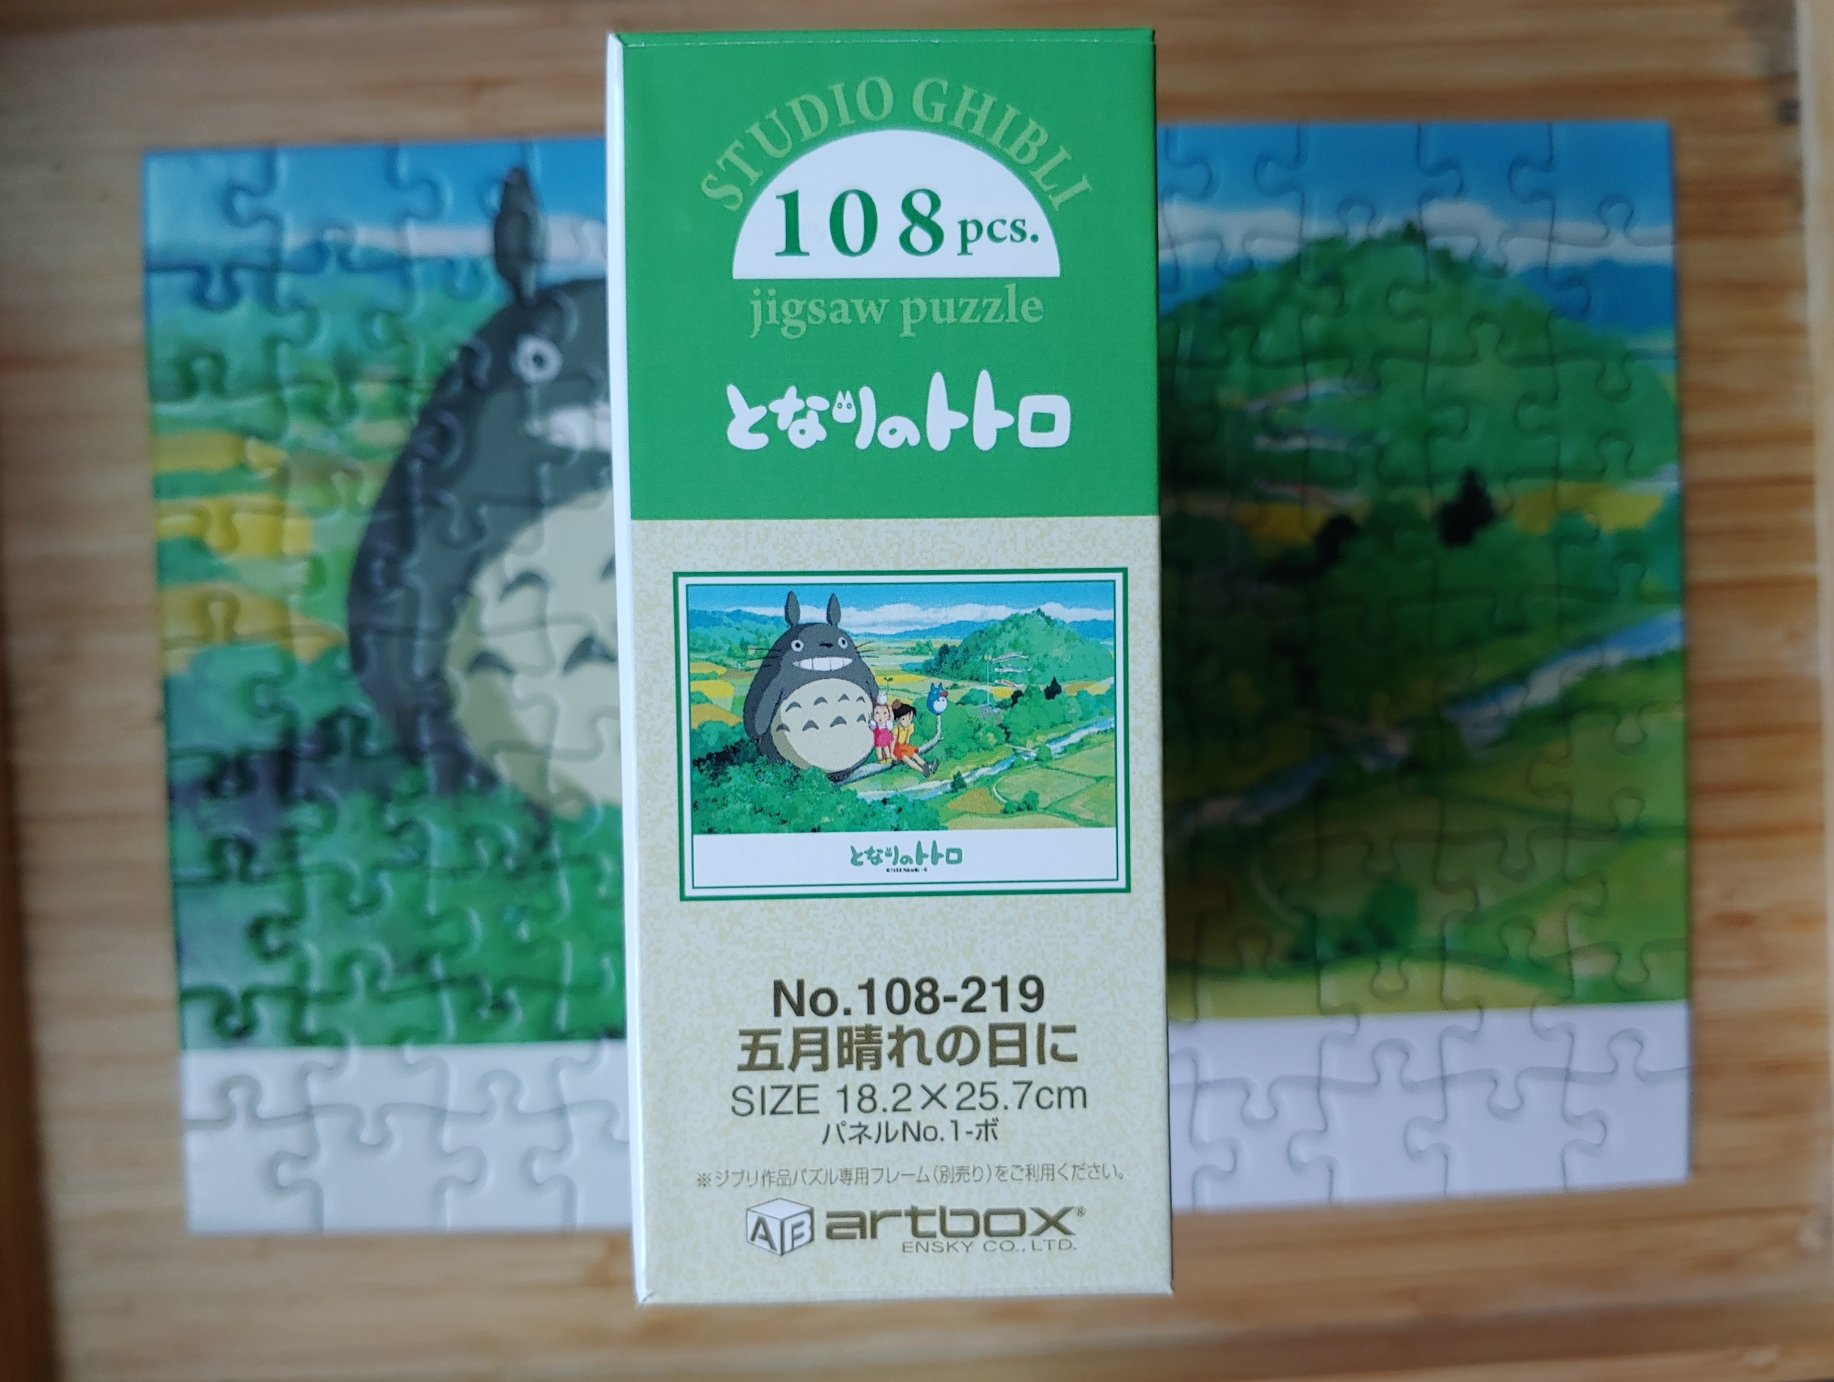 STUDIO GHIBLI
108 pcs.
jigsaw puzzle
となりのトトロ
となりのトトロ
No.108-219
五月晴れの日に
SIZE 18.2×25.7cm
パネルNo.1-ボ
※ジブリ作品パズル専用フレーム(別売り)をご利用ください。
AB artbox®
ENSKY CO., LTD.